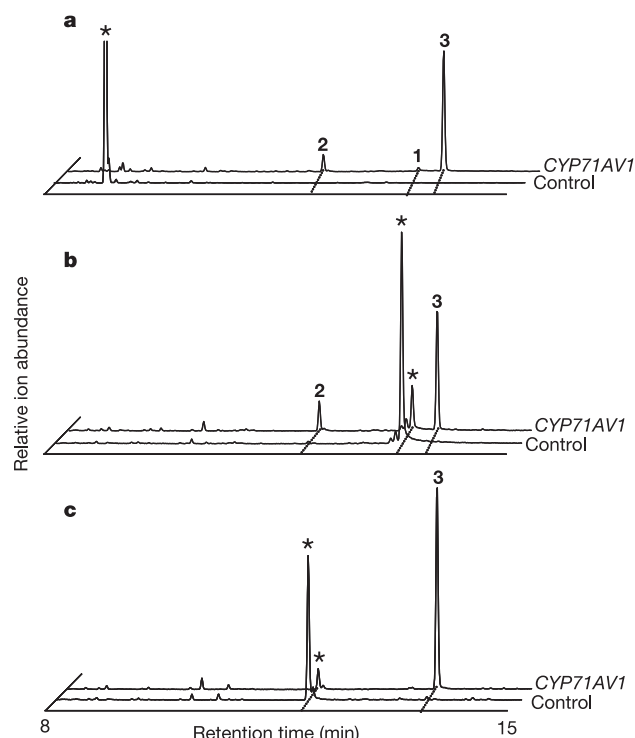 a
*
3
2
1
CYP71AV1
Control
b
*
3
*
2
CYP71AV1
Control
Relative ion abundance
c
3
*
*
CYP71AV1
Control
8
15
Retention time (min)